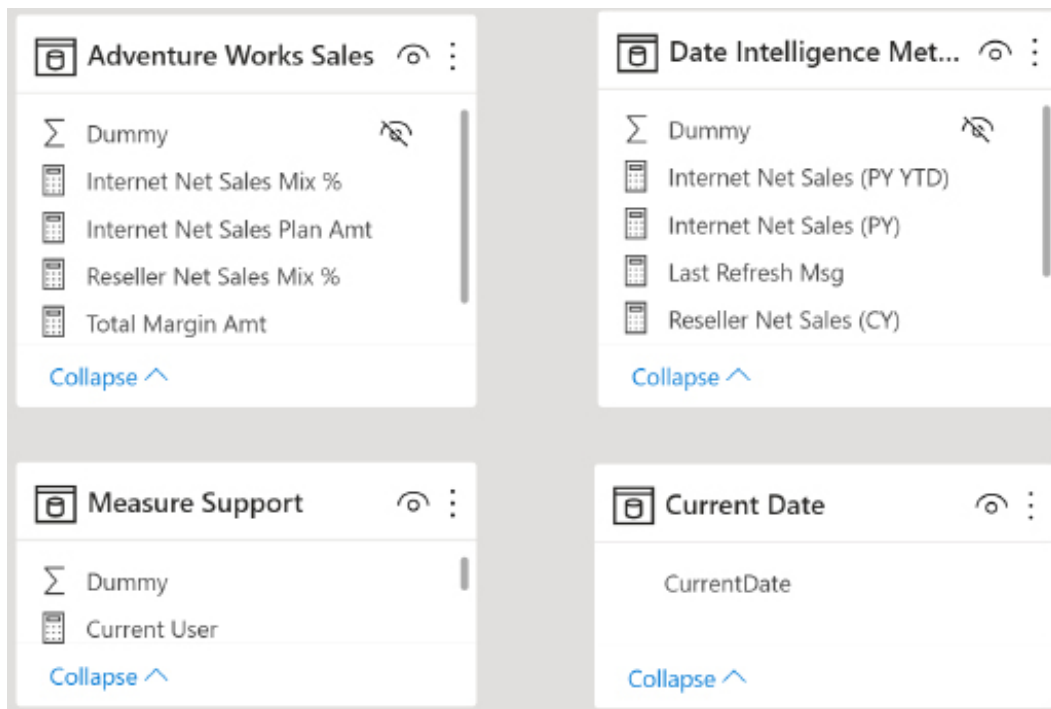 Adventure Works Sales
Dummy
Internet Net Sales Mix %
Internet Net Sales Plan Amt
Reseller Net Sales Mix %
Total Margin Amt
Collapse
Date Intelligence Met...
Dummy
Internet Net Sales (PY YTD)
Internet Net Sales (PY)
Last Refresh Msg
Reseller Net Sales (CY)
Collapse
Measure Support
Dummy
Current User
Collapse
Current Date
CurrentDate
Collapse